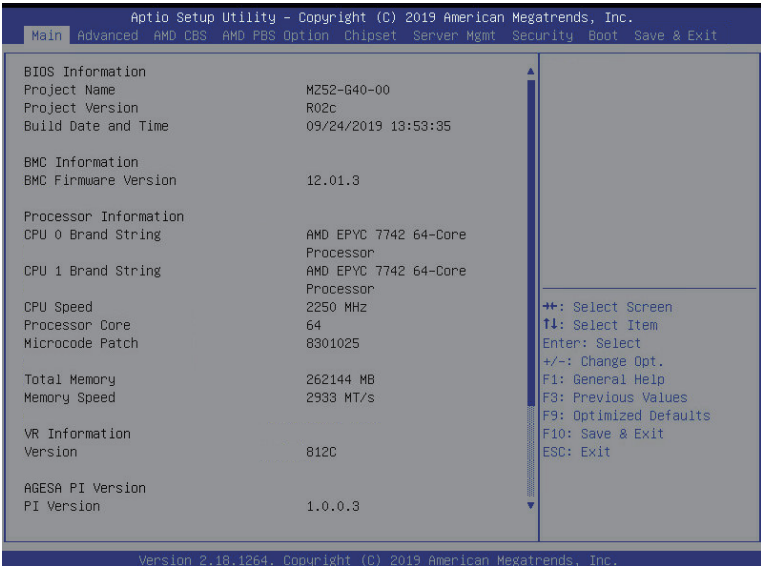 Aptio Setup Utility – Copyright (C) 2019 American Megatrends, Inc.
Main Advanced AMD CBS AMD PBS Option Chipset Server Mgmt Security Boot Save & Exit
BIOS Information
Project Name MZ52-G40-00
Project Version R02c
Build Date and Time 09/24/2019 13:53:35
BMC Information
BMC Firmware Version 12.01.3
Processor Information
CPU 0 Brand String AMD EPYC 7742 64-Core
Processor
CPU 1 Brand String AMD EPYC 7742 64-Core
Processor
CPU Speed 2250 MHz
Processor Core 64
Microcode Patch 8301025
Total Memory 262144 MB
Memory Speed 2933 MT/s
VR Information
Version 812C
AGESA PI Version
PI Version 1.0.0.3
→←: Select Screen
↑↓: Select Item
Enter: Select
+/-: Change Opt.
F1: General Help
F3: Previous Values
F9: Optimized Defaults
F10: Save & Exit
ESC: Exit
Version 2.18.1264. Copyright (C) 2019 American Megatrends, Inc.